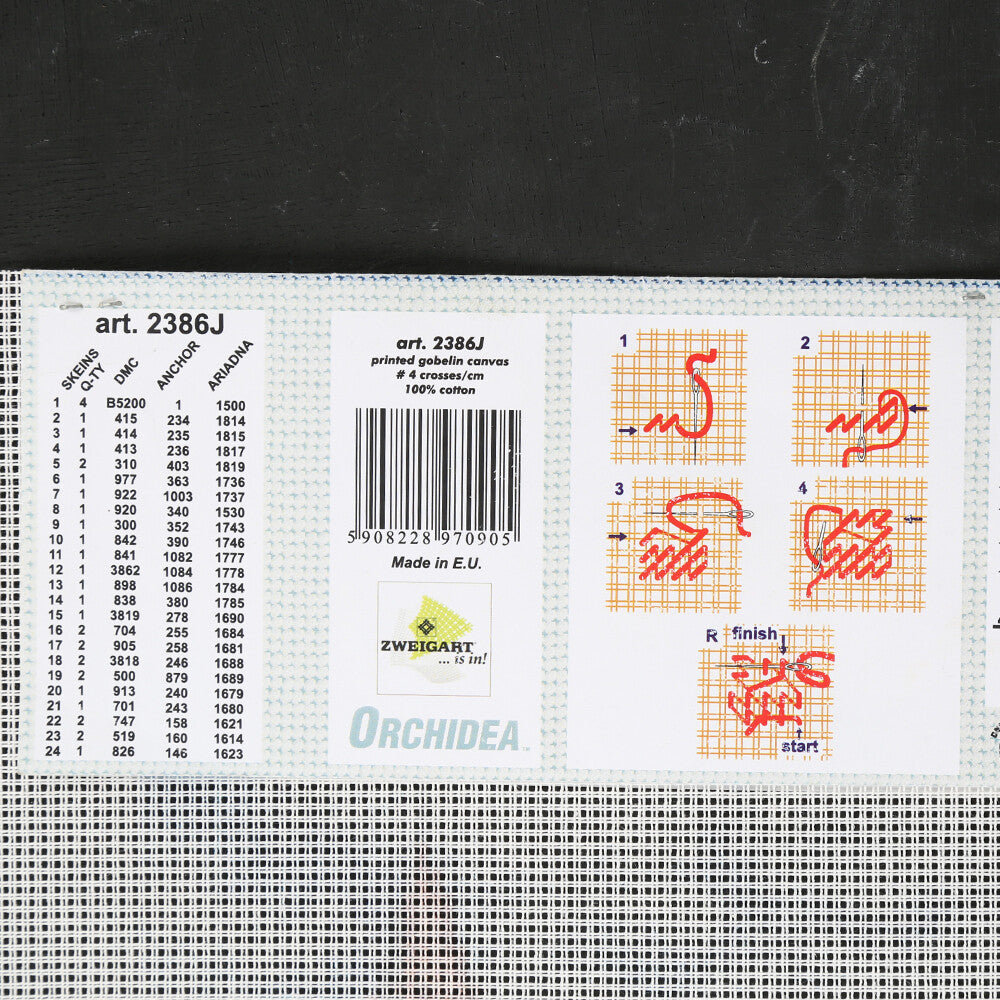 art. 2386J
SKEINS Q-TY DMC ANCHOR ARIADNA
1 4 B5200 1 1500
2 1 415 234 1814
3 1 414 235 1815
4 1 413 236 1817
5 2 310 403 1819
6 1 977 363 1736
7 1 922 1003 1737
8 1 920 340 1530
9 1 300 352 1743
10 1 842 390 1746
11 1 841 1082 1777
12 1 3862 1084 1778
13 1 898 1086 1784
14 1 838 380 1785
15 1 3819 278 1690
16 2 704 255 1684
17 2 905 258 1681
18 2 3818 246 1688
19 2 500 879 1689
20 1 913 240 1679
21 1 701 243 1680
22 2 747 158 1621
23 2 519 160 1614
24 1 826 146 1623
art. 2386J
printed gobelin canvas
# 4 crosses/cm
100% cotton
5 908228 970905
Made in E.U.
ZWEIGART
... is in!
ORCHIDEA™
1
2
3
4
R finish
start